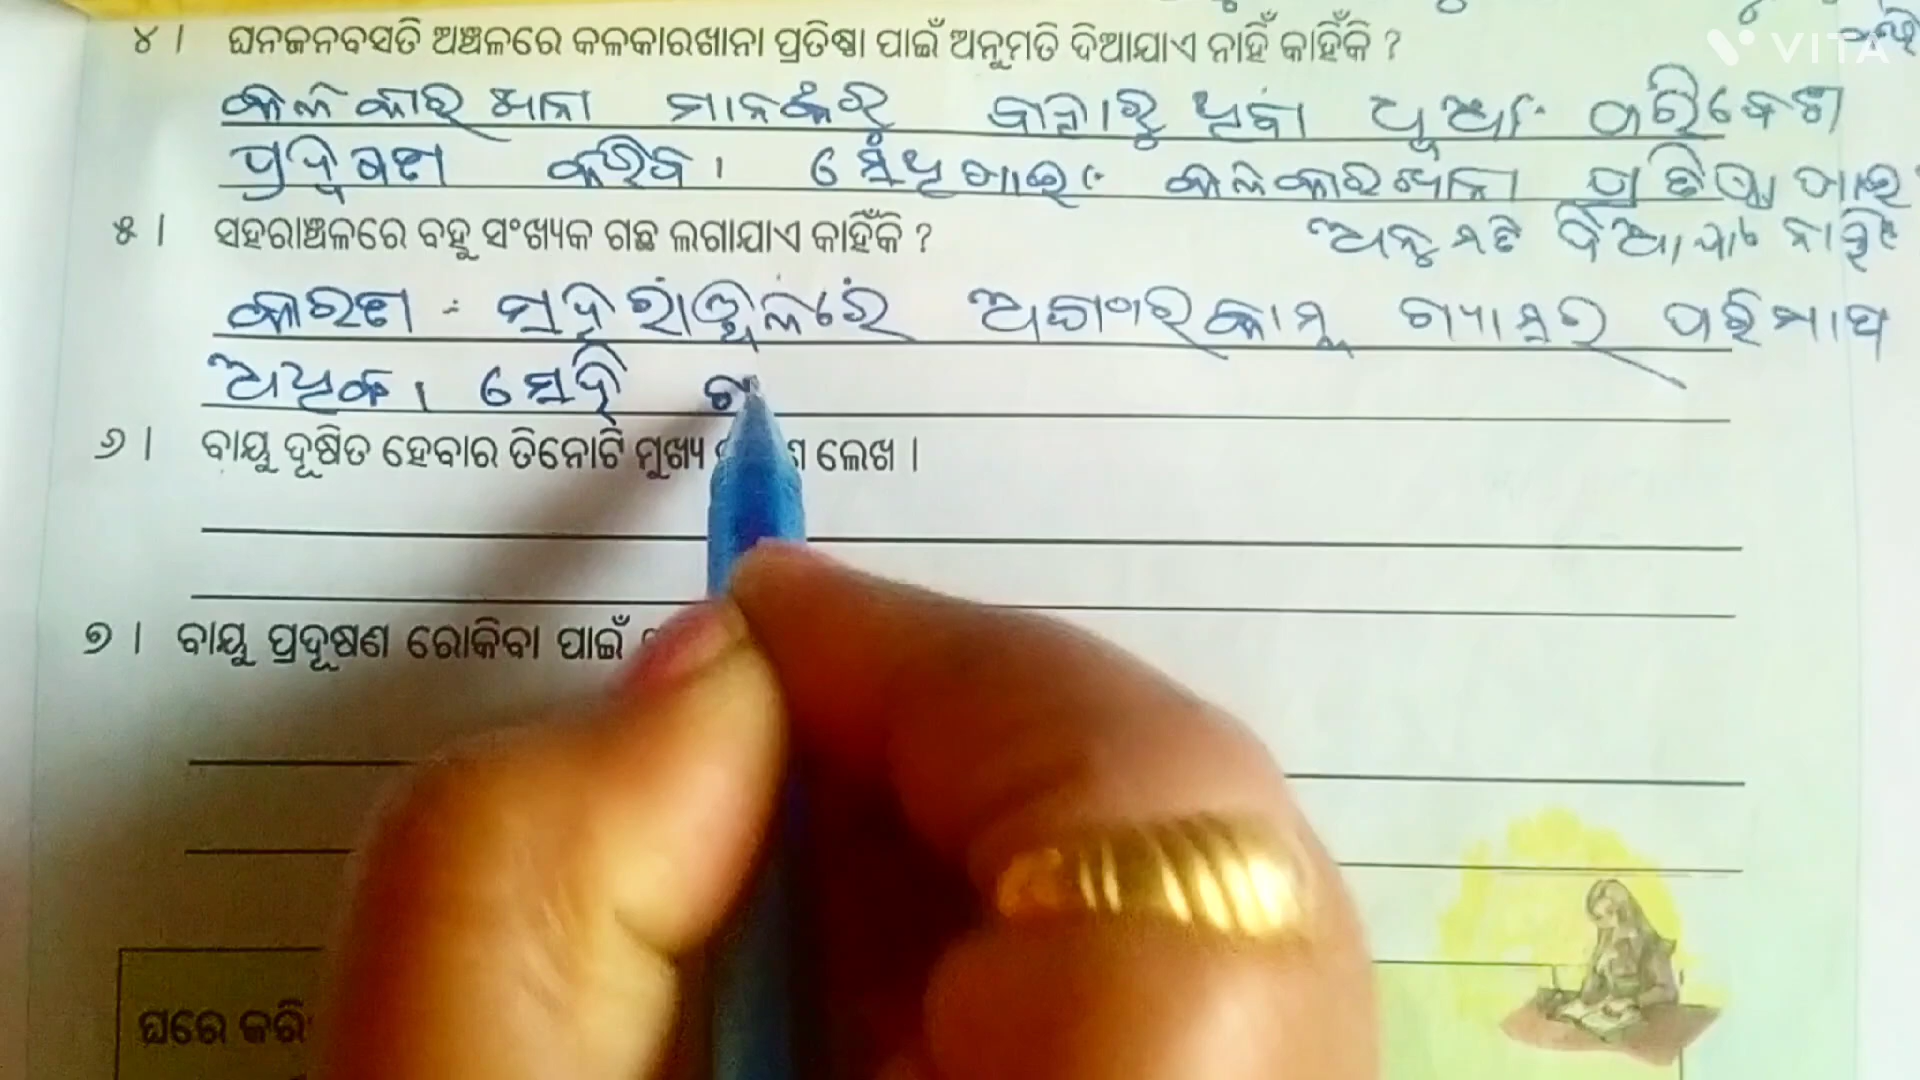 VITA
୪ । ଘନଜନବସତି ଅଞ୍ଚଳରେ କଳକାରଖାନା ପ୍ରତିଷ୍ଠା ପାଇଁ ଅନୁମତି ଦିଆଯାଏ ନାହିଁ କାହିଁକି ?
କଳକାରଖାନା ମାନଙ୍କରୁ ବାହାରୁଥିବା ଧୂଆଁ ପରିବେଶ
ପ୍ରଦୂଷଣ କରିବ । ସେଥିପାଇଁ କଳକାରଖାନା ପ୍ରତିଷ୍ଠା ପାଇଁ
ଅନୁମତି ଦିଆଯାଏ ନାହିଁ
୫ । ସହରାଞ୍ଚଳରେ ବହୁ ସଂଖ୍ୟକ ଗଛ ଲଗାଯାଏ କାହିଁକି ?
କାରଣ - ସହରାଞ୍ଚଳରେ ଅଙ୍ଗାରକାମ୍ଳ ଗ୍ୟାସର ପରିମାଣ
ଅଧିକ । ସେହି
୬ । ବାୟୁ ଦୂଷିତ ହେବାର ତିନୋଟି ମୁଖ୍ୟ ଲେଖ ।
୭ । ବାୟୁ ପ୍ରଦୂଷଣ ରୋକିବା ପାଇଁ
ଘରେ କରି